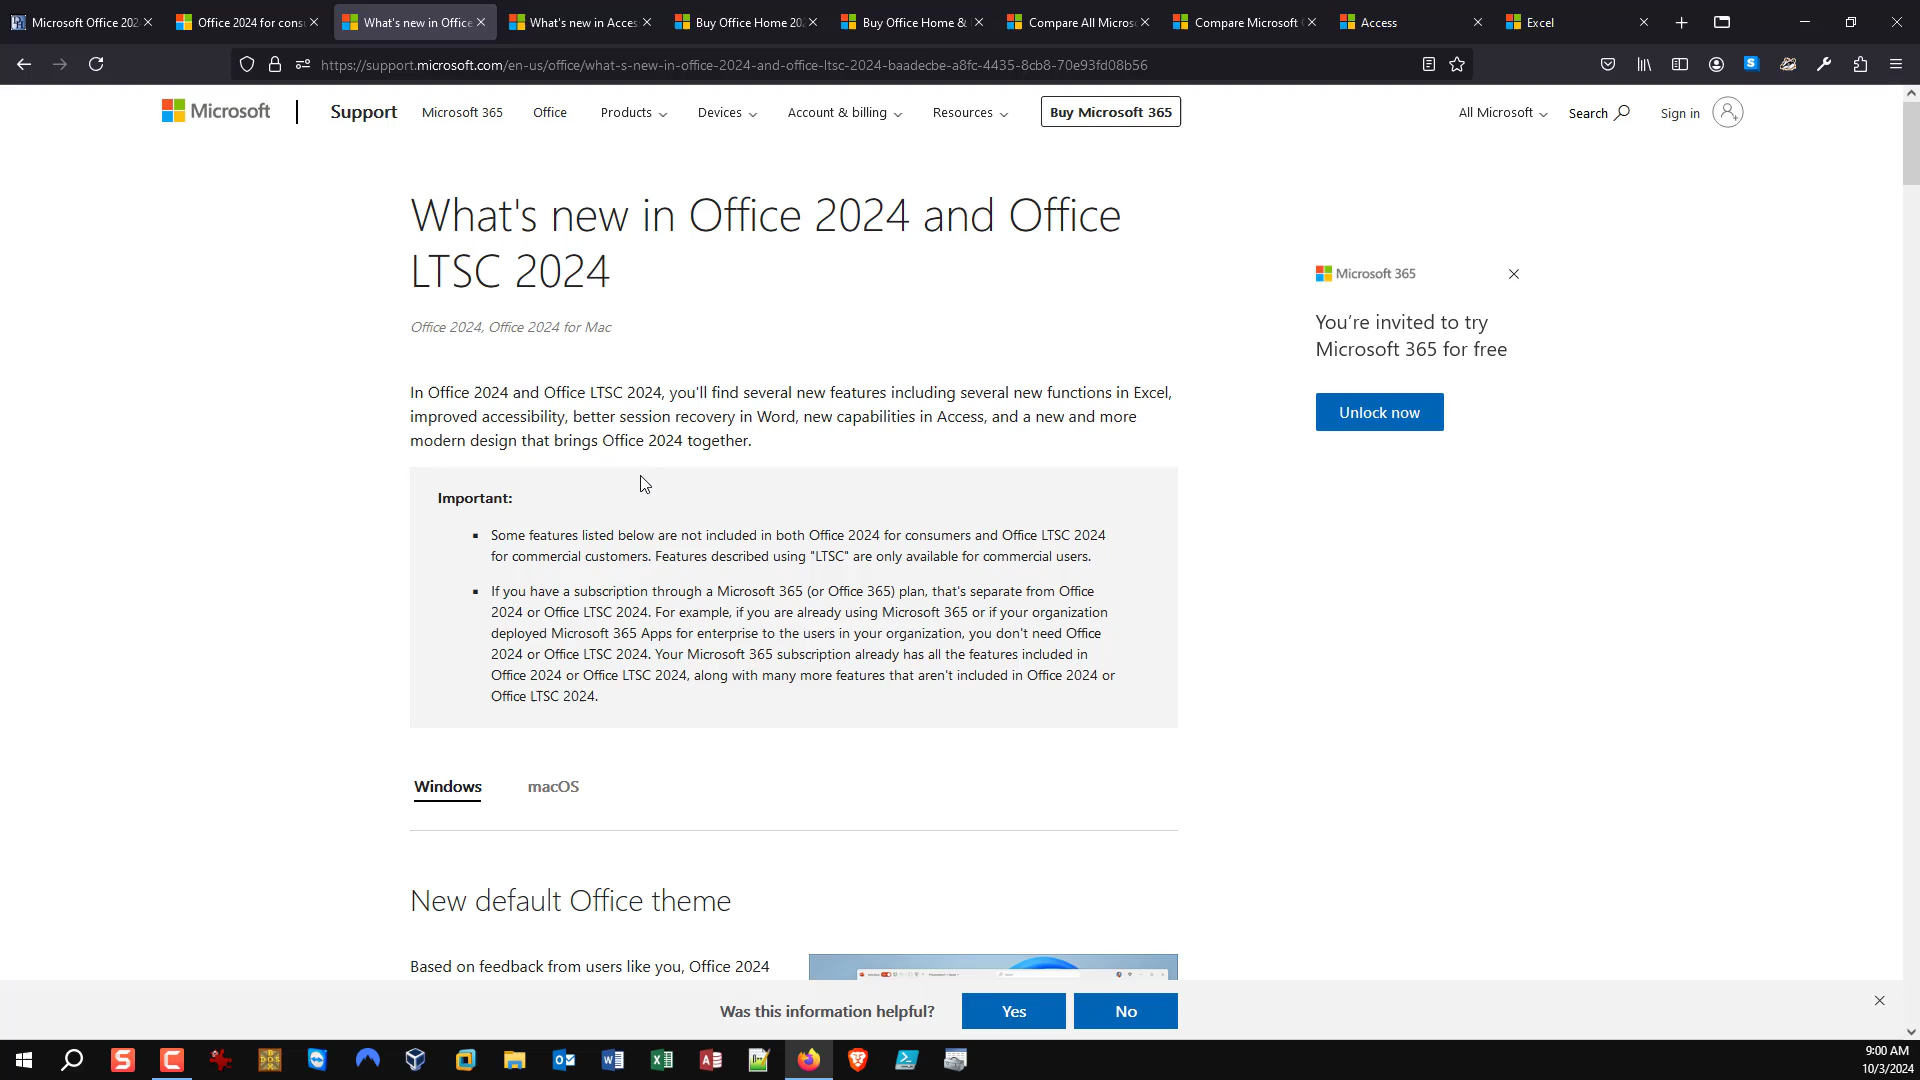 Microsoft Office 202
Office 2024 for cons
What's new in Office
What's new in Acces
Buy Office Home 202
Buy Office Home &
Compare All Micros
Compare Microsoft
Access
Excel
https://support.microsoft.com/en-us/office/what-s-new-in-office-2024-and-office-ltsc-2024-baadecbe-a8fc-4435-8cb8-70e93fd08b56
Microsoft
Support
Microsoft 365
Office
Products
Devices
Account & billing
Resources
Buy Microsoft 365
All Microsoft
Search
Sign in
What's new in Office 2024 and Office
LTSC 2024
Office 2024, Office 2024 for Mac
In Office 2024 and Office LTSC 2024, you'll find several new features including several new functions in Excel,
improved accessibility, better session recovery in Word, new capabilities in Access, and a new and more
modern design that brings Office 2024 together.
Important:
Some features listed below are not included in both Office 2024 for consumers and Office LTSC 2024
for commercial customers. Features described using "LTSC" are only available for commercial users.
If you have a subscription through a Microsoft 365 (or Office 365) plan, that's separate from Office
2024 or Office LTSC 2024. For example, if you are already using Microsoft 365 or if your organization
deployed Microsoft 365 Apps for enterprise to the users in your organization, you don't need Office
2024 or Office LTSC 2024. Your Microsoft 365 subscription already has all the features included in
Office 2024 or Office LTSC 2024, along with many more features that aren't included in Office 2024 or
Office LTSC 2024.
Microsoft 365
You're invited to try
Microsoft 365 for free
Unlock now
Windows
macOS
New default Office theme
Based on feedback from users like you, Office 2024
Was this information helpful?
Yes
No
9:00 AM
10/3/2024